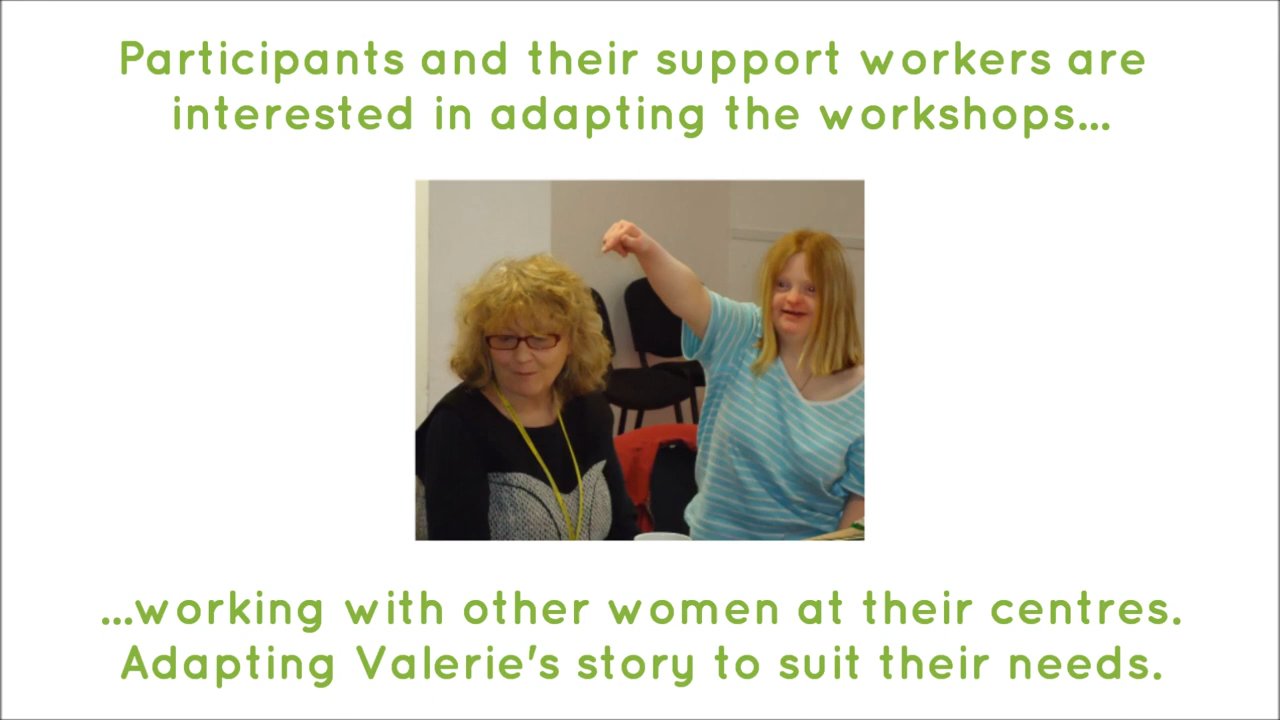 Participants and their support workers are
interested in adapting the workshops...
...working with other women at their centres.
Adapting Valerie's story to suit their needs.